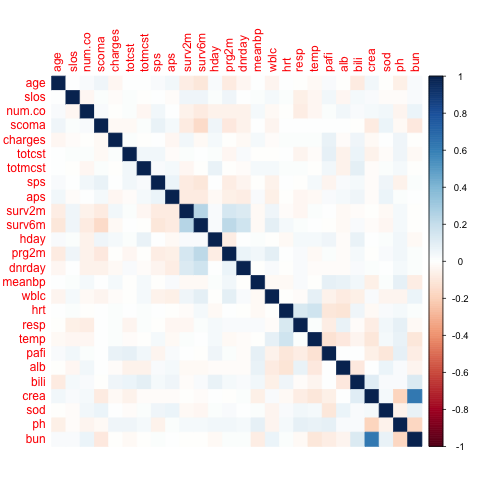 age slos num.co scoma charges totcst totmcst sps aps surv2m surv6m hday prg2m dnrday meanbp wblc hrt resp temp pafi alb bili crea sod ph bun
age
slos
num.co
scoma
charges
totcst
totmcst
sps
aps
surv2m
surv6m
hday
prg2m
dnrday
meanbp
wblc
hrt
resp
temp
pafi
alb
bili
crea
sod
ph
bun
1
0.8
0.6
0.4
0.2
0
-0.2
-0.4
-0.6
-0.8
-1